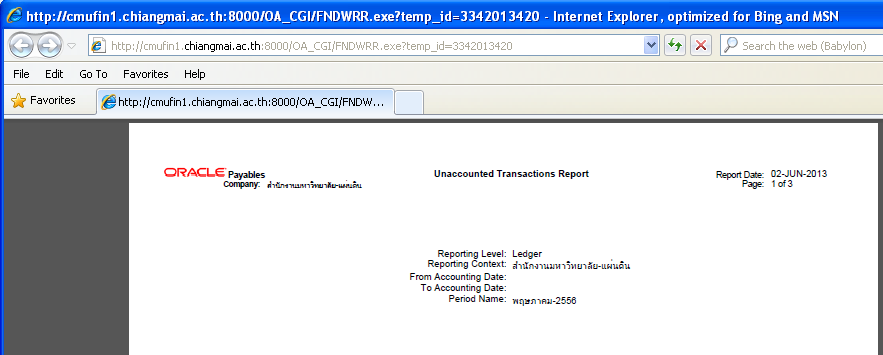 http://cmufin1.chiangmai.ac.th:8000/OA_CGI/FNDWRR.exe?temp_id=3342013420 - Internet Explorer, optimized for Bing and MSN
http://cmufin1.chiangmai.ac.th:8000/OA_CGI/FNDWRR.exe?temp_id=3342013420 Search the web (Babylon)
File Edit Go To Favorites Help
Favorites http://cmufin1.chiangmai.ac.th:8000/OA_CGI/FNDW...
ORACLE Payables Unaccounted Transactions Report Report Date: 02-JUN-2013
Company: สำนักงานมหาวิทยาลัย-แผ่นดิน Page: 1 of 3
Reporting Level: Ledger
Reporting Context: สำนักงานมหาวิทยาลัย-แผ่นดิน
From Accounting Date:
To Accounting Date:
Period Name: พฤษภาคม-2556